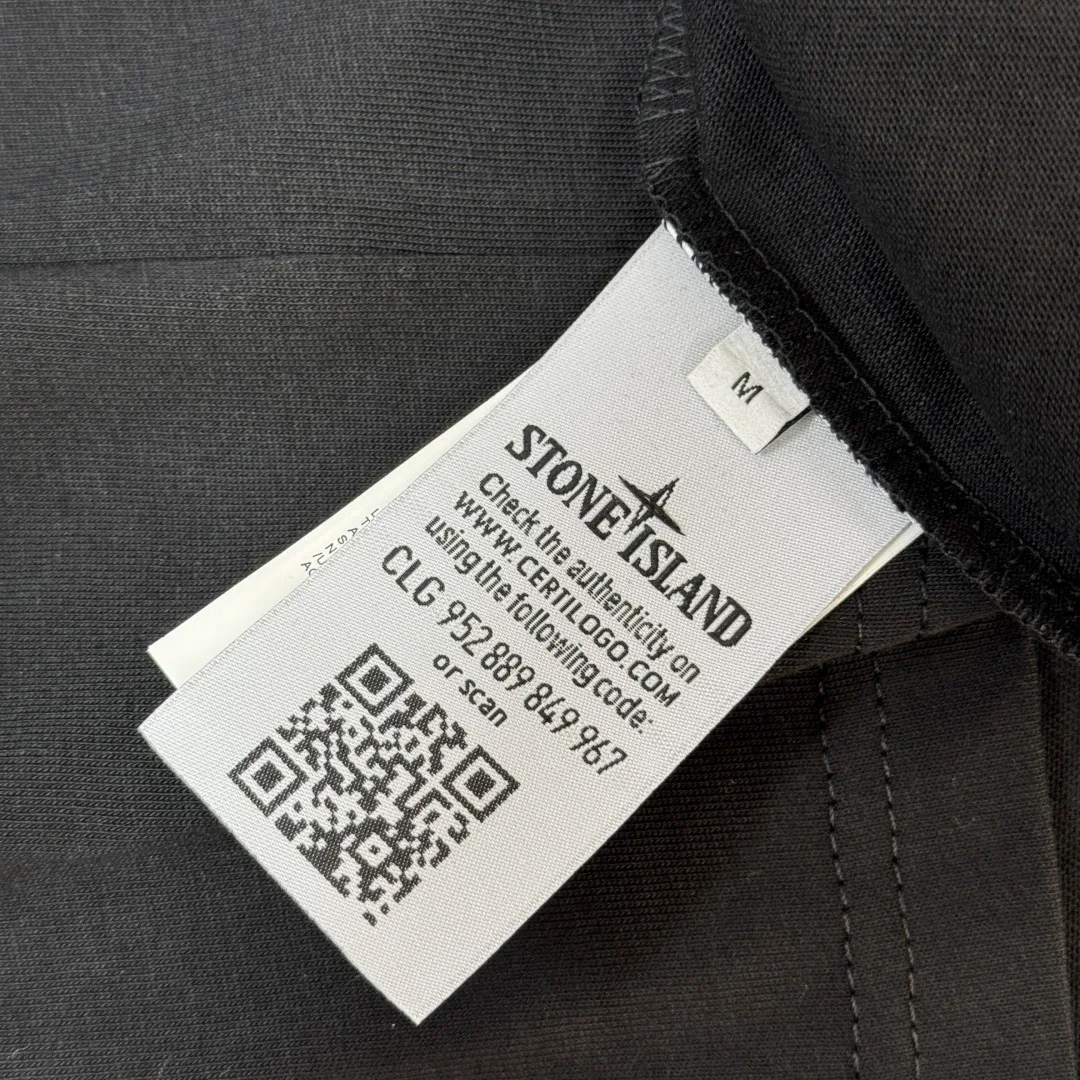 M
STONE ISLAND
Check the authenticity on
WWW.CERTILOGO.COM
using the following code:
CLG 952 889 849 967
or scan